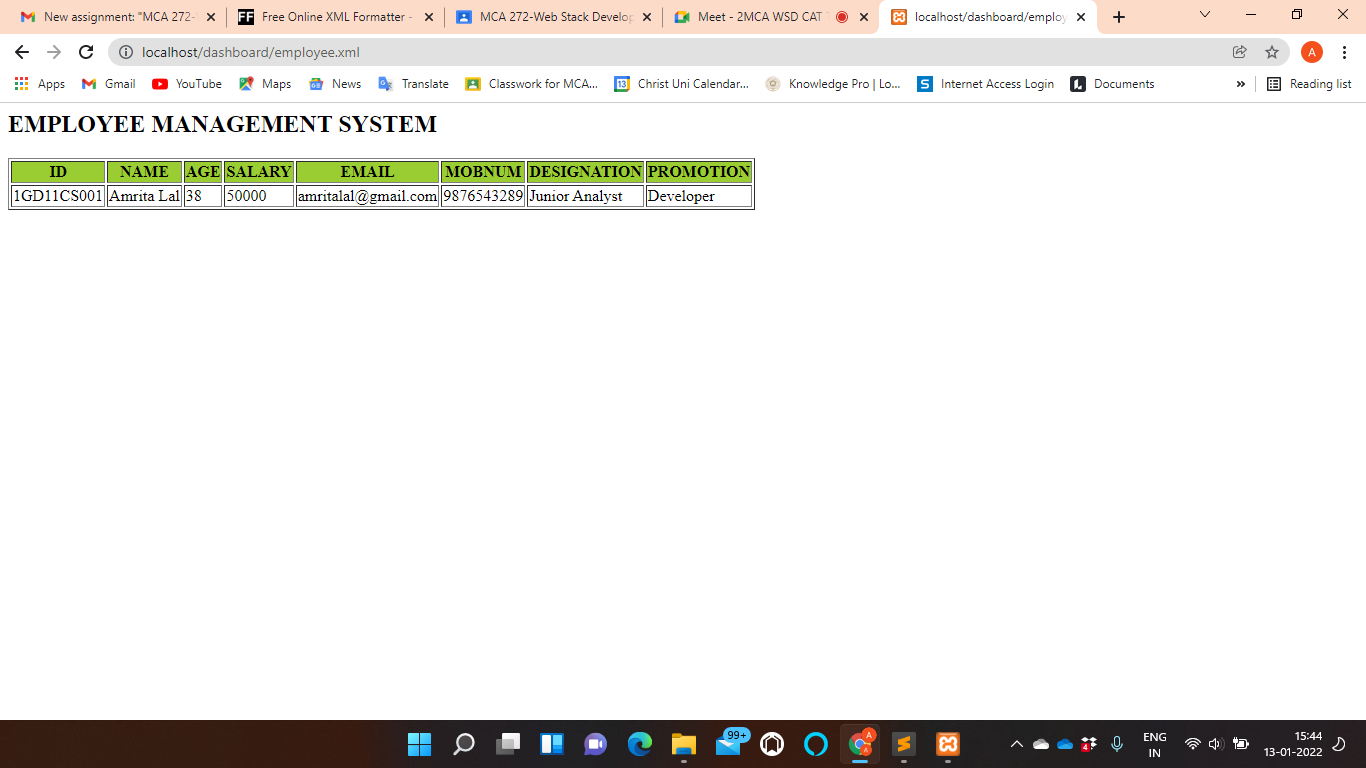 New assignment: "MCA 272- Free Online XML Formatter - MCA 272-Web Stack Develop Meet - 2MCA WSD CAT localhost/dashboard/employ
localhost/dashboard/employee.xml A
Apps Gmail YouTube Maps News Translate Classwork for MCA... 13 Christ Uni Calendar... Knowledge Pro | Lo... S Internet Access Login Documents » Reading list
EMPLOYEE MANAGEMENT SYSTEM
ID NAME AGE SALARY EMAIL MOBNUM DESIGNATION PROMOTION
1GD11CS001 Amrita Lal 38 50000 amritalal@gmail.com 9876543289 Junior Analyst Developer
99+ A 4 ENG 15:44
IN 13-01-2022